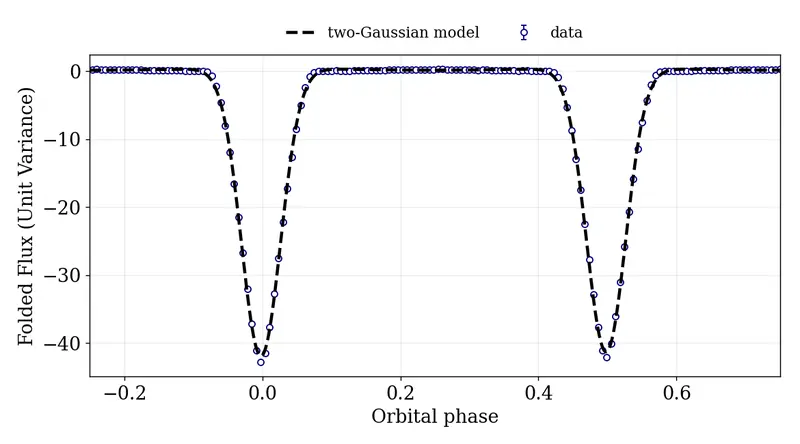 two-Gaussian model
data
Folded Flux (Unit Variance)
0
−10
−20
−30
−40
−0.2
0.0
0.2
0.4
0.6
Orbital phase